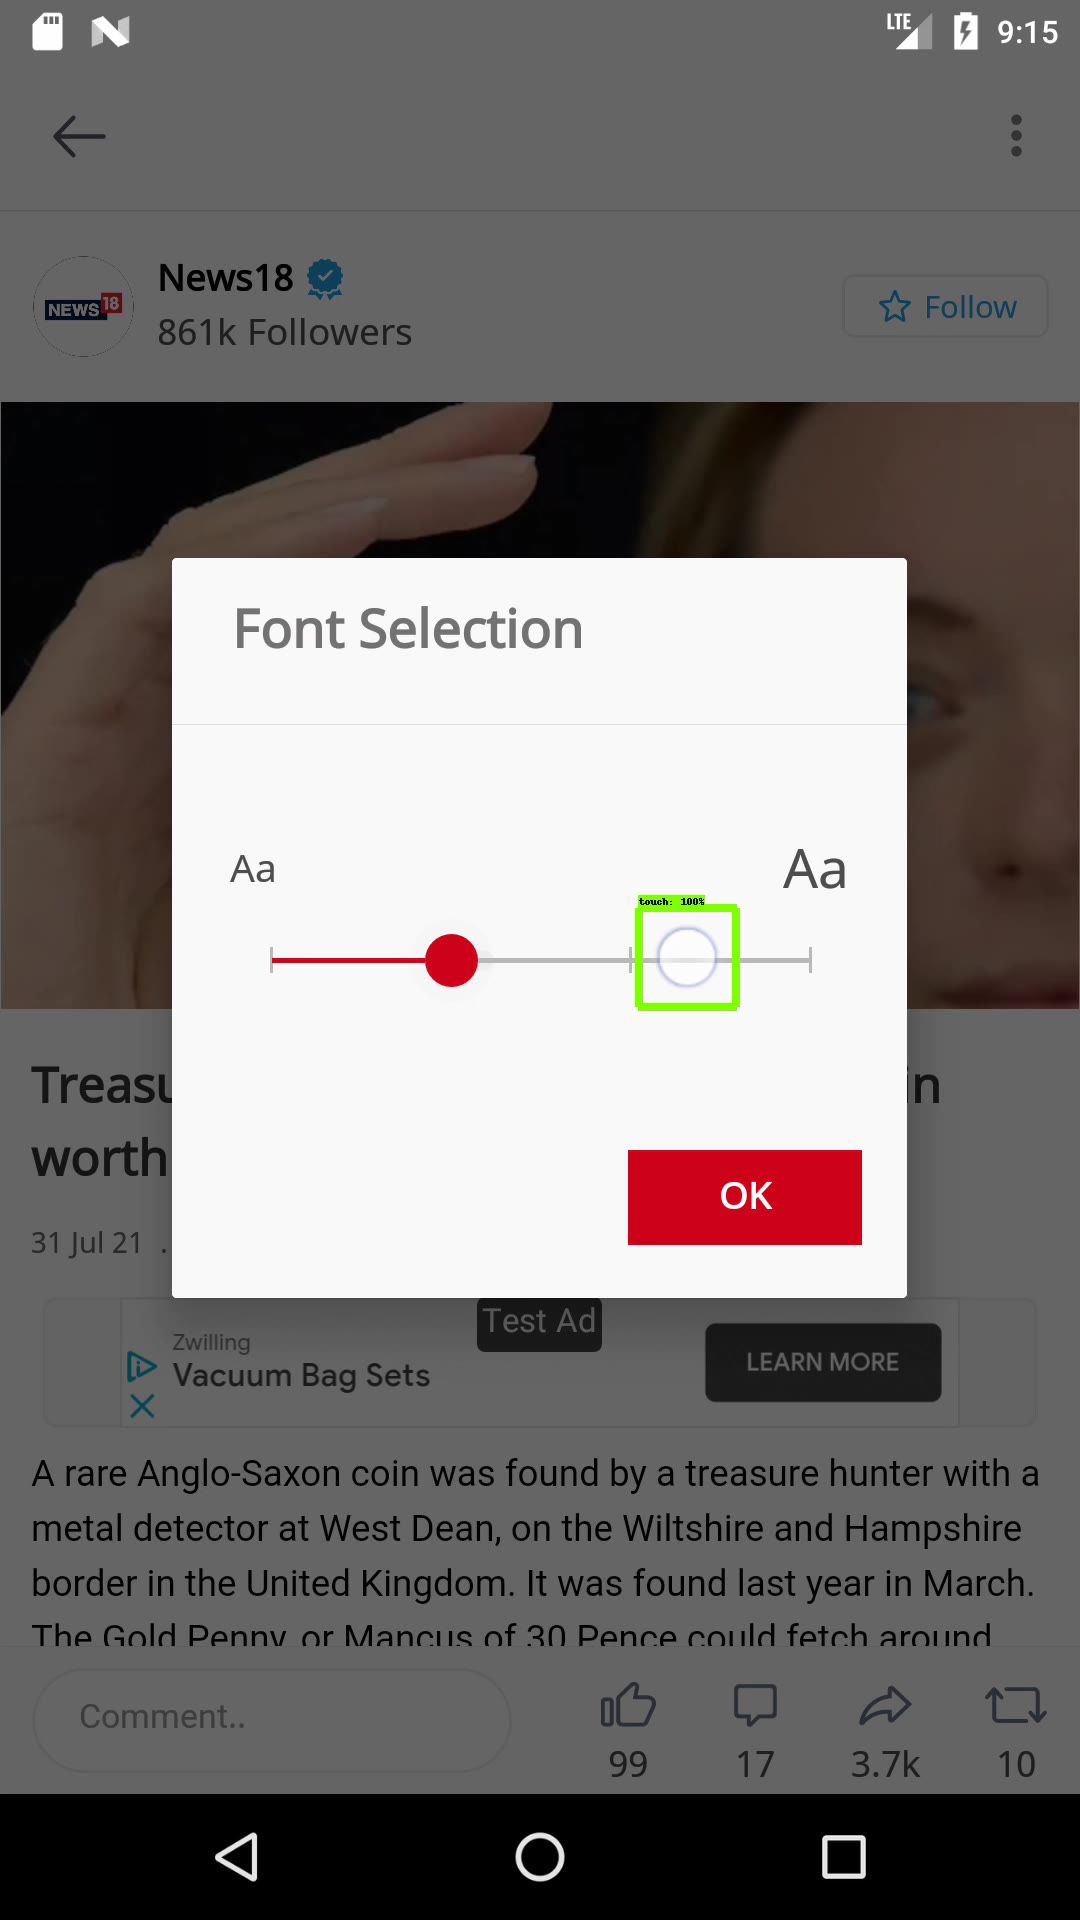 LTE 9:15
News18
NEWS 18
861k Followers
Follow
Font Selection
Aa
Aa
touch: 100%
OK
Treasu in
worth
31 Jul 21 .
Test Ad
Zwilling
Vacuum Bag Sets
LEARN MORE
A rare Anglo-Saxon coin was found by a treasure hunter with a
metal detector at West Dean, on the Wiltshire and Hampshire
border in the United Kingdom. It was found last year in March.
The Gold Penny, or Mancus of 30 Pence could fetch around
Comment..
99 17 3.7k 10